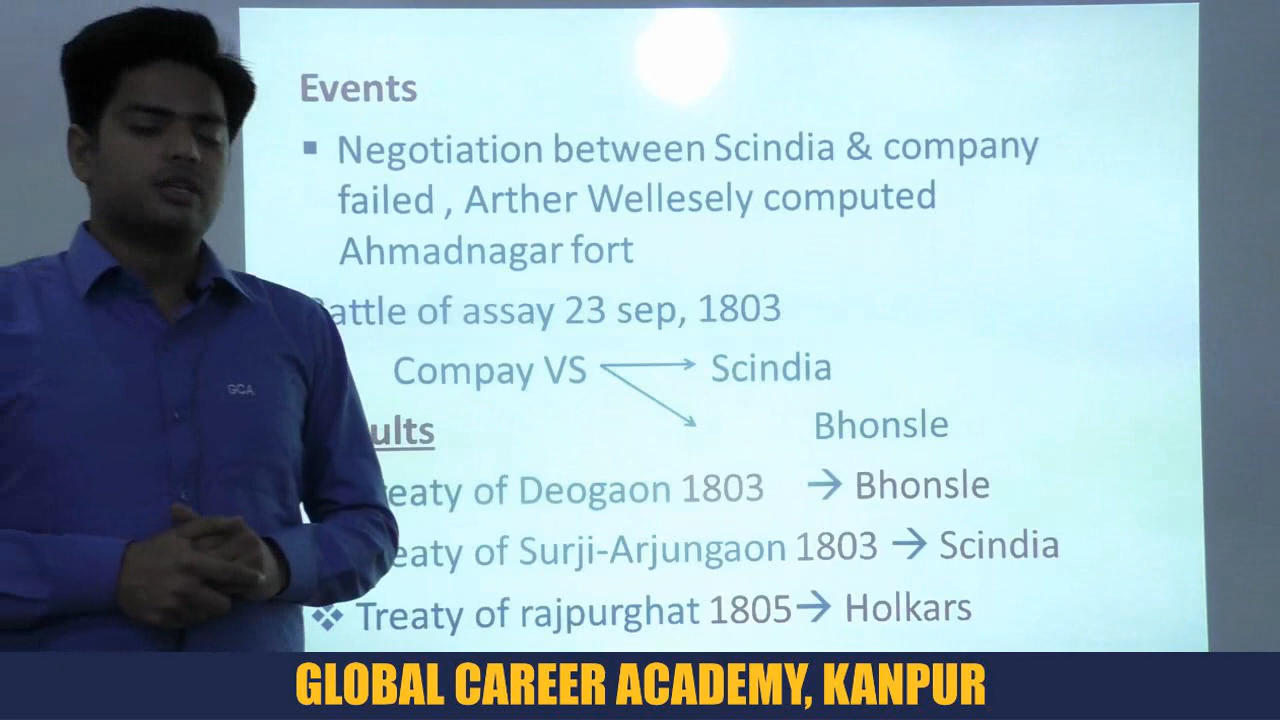 Events
▪ Negotiation between Scindia & company
failed , Arther Wellesely computed
Ahmadnagar fort
attle of assay 23 sep, 1803
Compay VS → Scindia
Bhonsle
ults
eaty of Deogaon 1803 → Bhonsle
eaty of Surji-Arjungaon 1803 → Scindia
❖ Treaty of rajpurghat 1805→ Holkars
GCA
GLOBAL CAREER ACADEMY, KANPUR